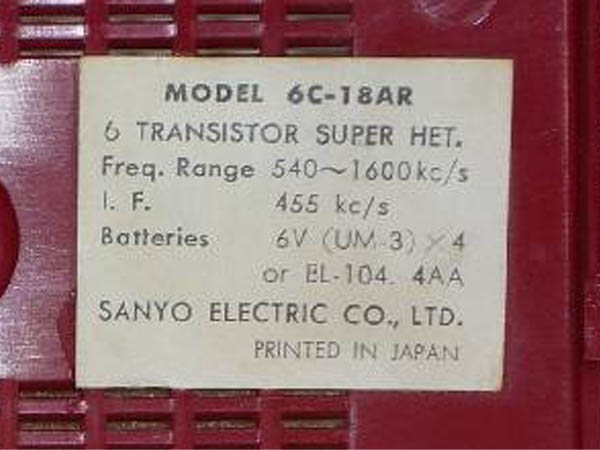 MODEL 6C-18AR
6 TRANSISTOR SUPER HET.
Freq. Range 540~1600kc/s
I. F. 455 kc/s
Batteries 6V (UM-3) × 4
or EL-104. 4AA
SANYO ELECTRIC CO., LTD.
PRINTED IN JAPAN